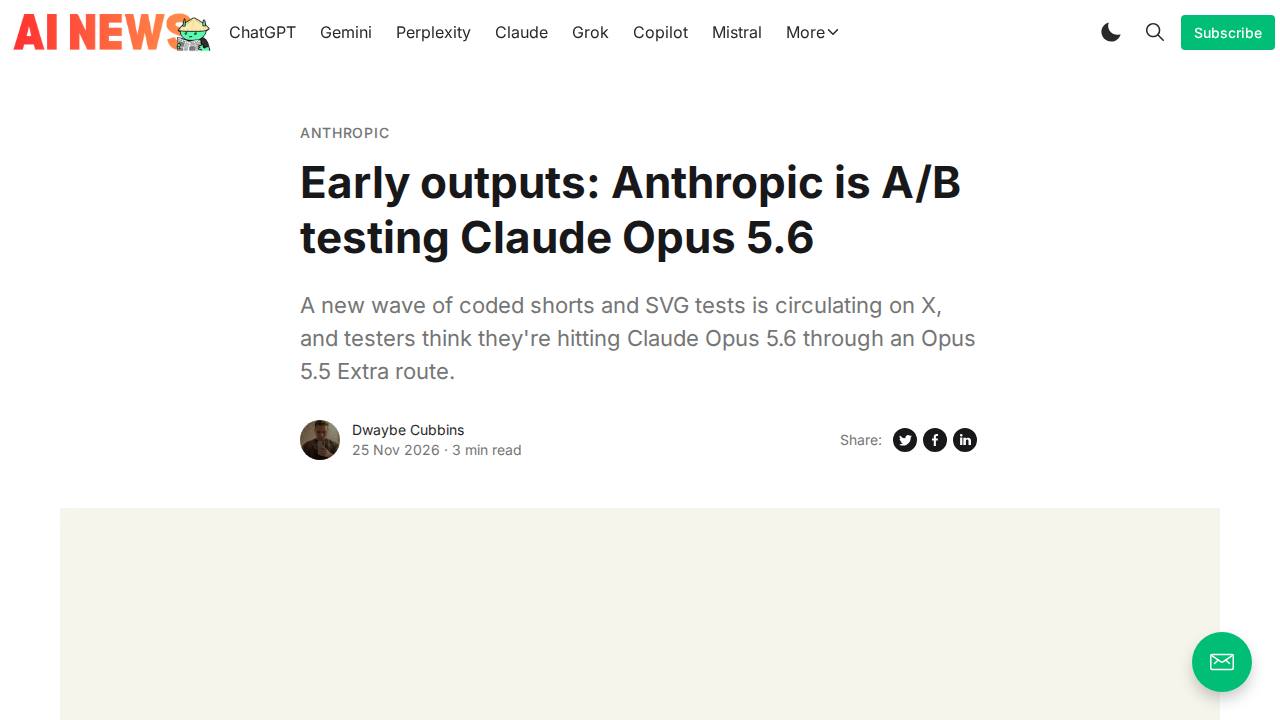 AI NEWS
ChatGPT
Gemini
Perplexity
Claude
Grok
Copilot
Mistral
More
Subscribe
ANTHROPIC
Early outputs: Anthropic is A/B
testing Claude Opus 5.6
A new wave of coded shorts and SVG tests is circulating on X,
and testers think they're hitting Claude Opus 5.6 through an Opus
5.5 Extra route.
Dwaybe Cubbins
25 Nov 2026 · 3 min read
Share: